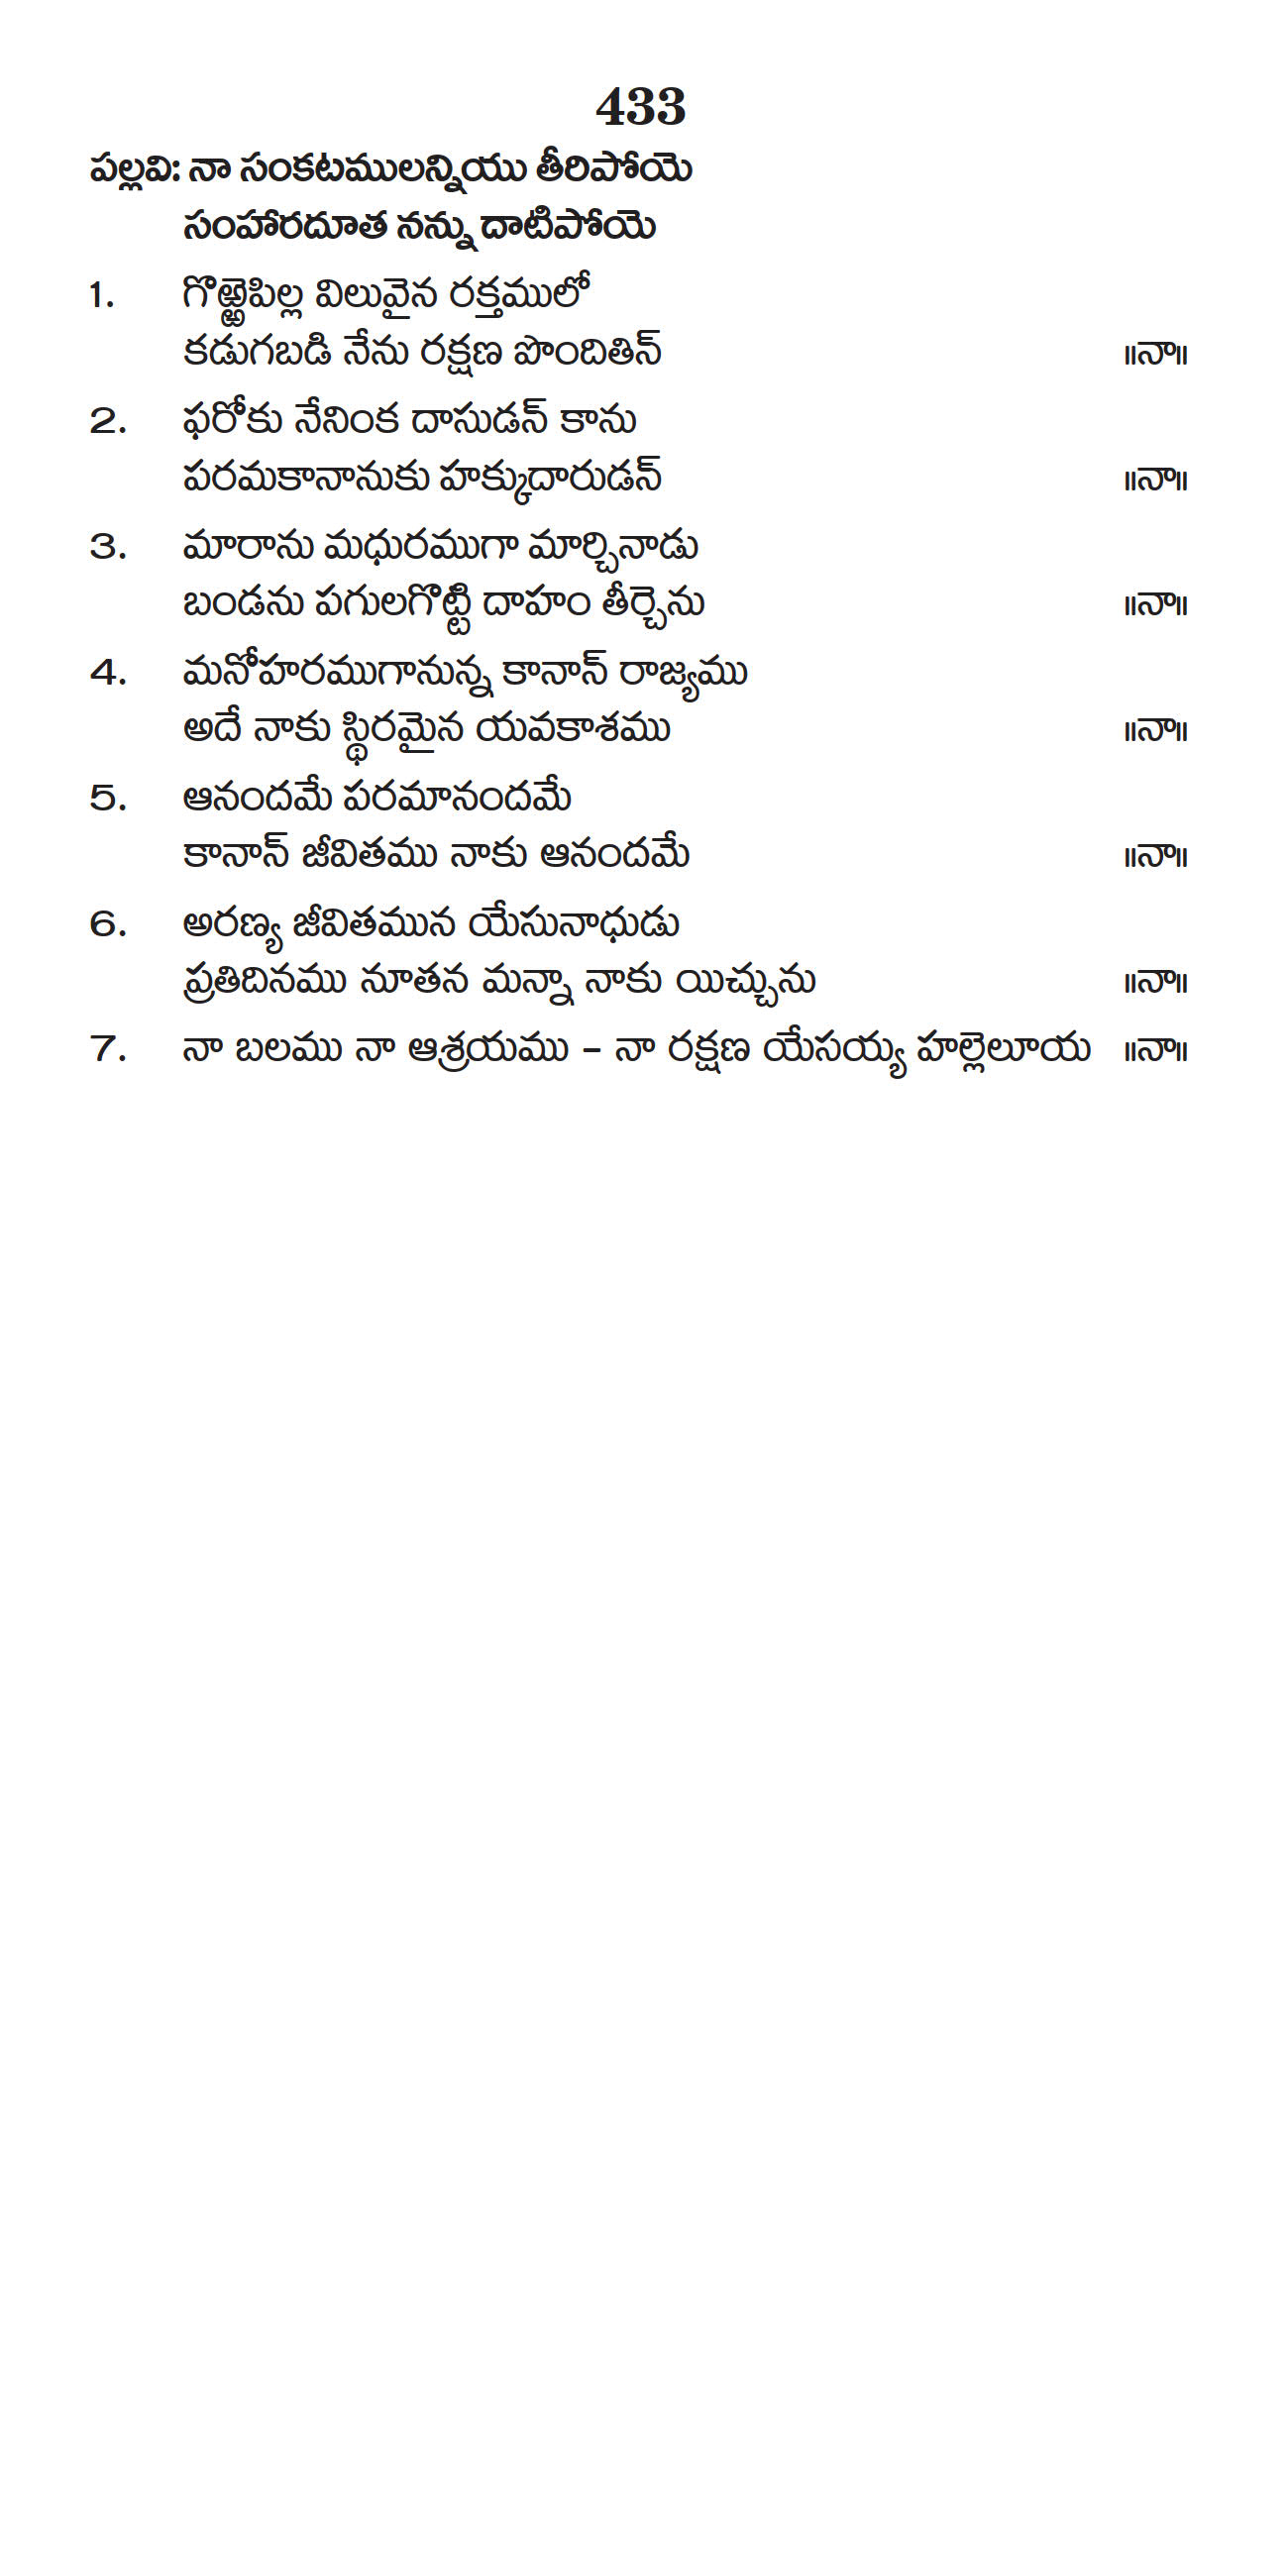 433
పల్లవి: నా సంకటములన్నియు తీరిపోయె
సంహారదూత నన్ను దాటిపోయె
1. గొఱ్ఱెపిల్ల విలువైన రక్తములో
కడుగబడి నేను రక్షణ పొందితిన్ ॥నా॥
2. ఫరోకు నేనింక దాసుడన్ కాను
పరమకానానుకు హక్కుదారుడన్ ॥నా॥
3. మారాను మధురముగా మార్చినాడు
బండను పగులగొట్టి దాహం తీర్చెను ॥నా॥
4. మనోహరముగానున్న కానాన్ రాజ్యము
అదే నాకు స్థిరమైన యవకాశము ॥నా॥
5. ఆనందమే పరమానందమే
కానాన్ జీవితము నాకు ఆనందమే ॥నా॥
6. అరణ్య జీవితమున యేసునాధుడు
ప్రతిదినము నూతన మన్నా నాకు యిచ్చును ॥నా॥
7. నా బలము నా ఆశ్రయము – నా రక్షణ యేసయ్య హల్లెలూయ ॥నా॥